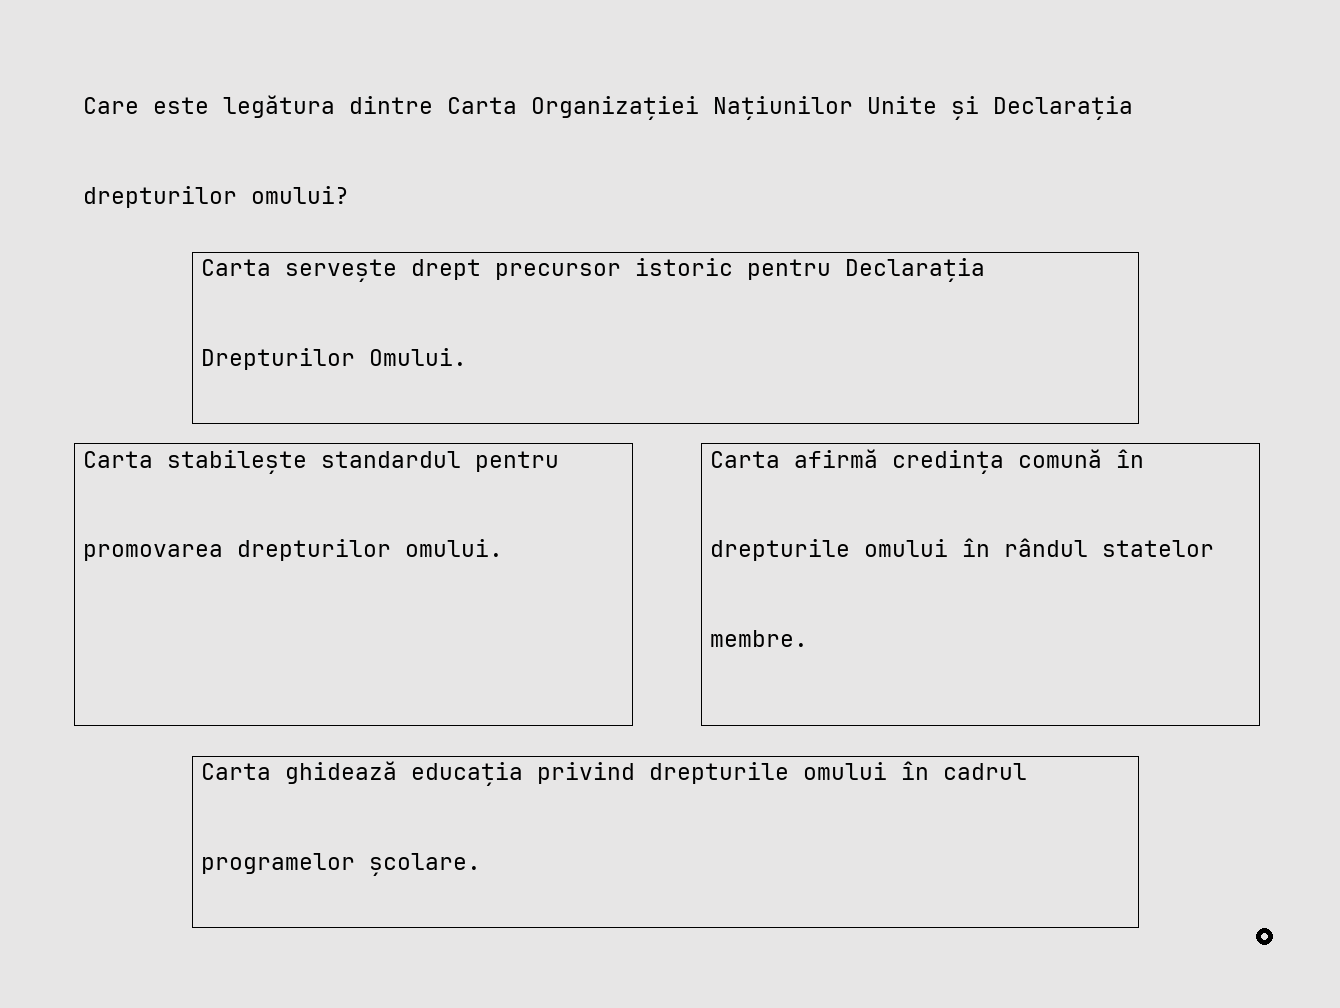 Care este legătura dintre Carta Organizației Națiunilor Unite și Declarația
drepturilor omului?
Carta servește drept precursor istoric pentru Declarația
Drepturilor Omului.
Carta stabilește standardul pentru
promovarea drepturilor omului.
Carta afirmă credința comună în
drepturile omului în rândul statelor
membre.
Carta ghidează educația privind drepturile omului în cadrul
programelor școlare.